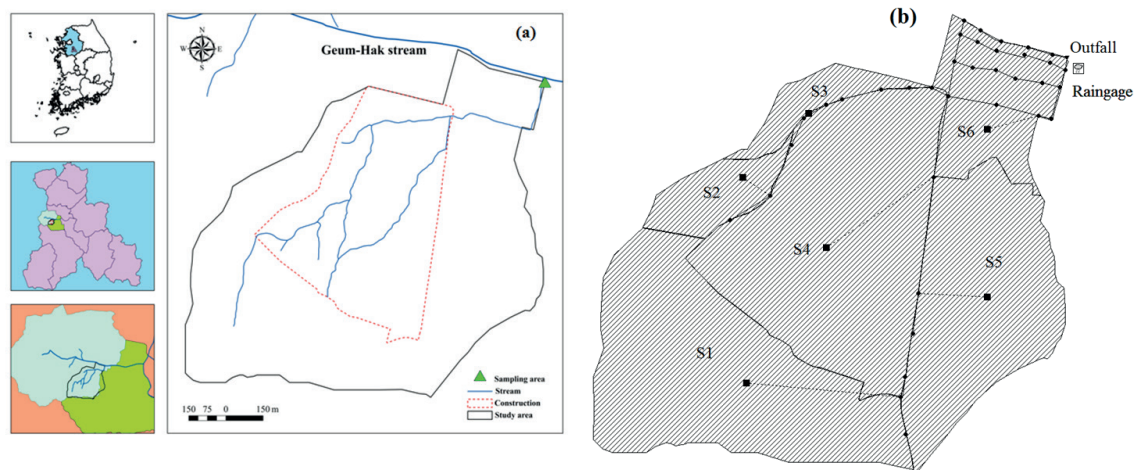 (a)
N
W E
S
Geum-Hak stream
Sampling area
Stream
Construction
Study area
150 75 0 150 m
(b)
Outfall
Raingage
S3
S6
S2
S4
S5
S1